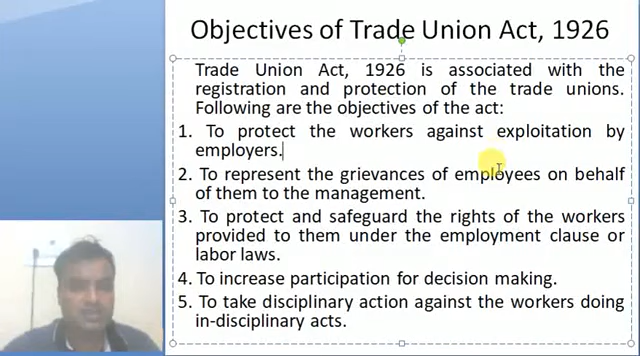 Objectives of Trade Union Act, 1926
Trade Union Act, 1926 is associated with the
registration and protection of the trade unions.
Following are the objectives of the act:
1. To protect the workers against exploitation by
employers.
2. To represent the grievances of employees on behalf
of them to the management.
3. To protect and safeguard the rights of the workers
provided to them under the employment clause or
labor laws.
4. To increase participation for decision making.
5. To take disciplinary action against the workers doing
in-disciplinary acts.